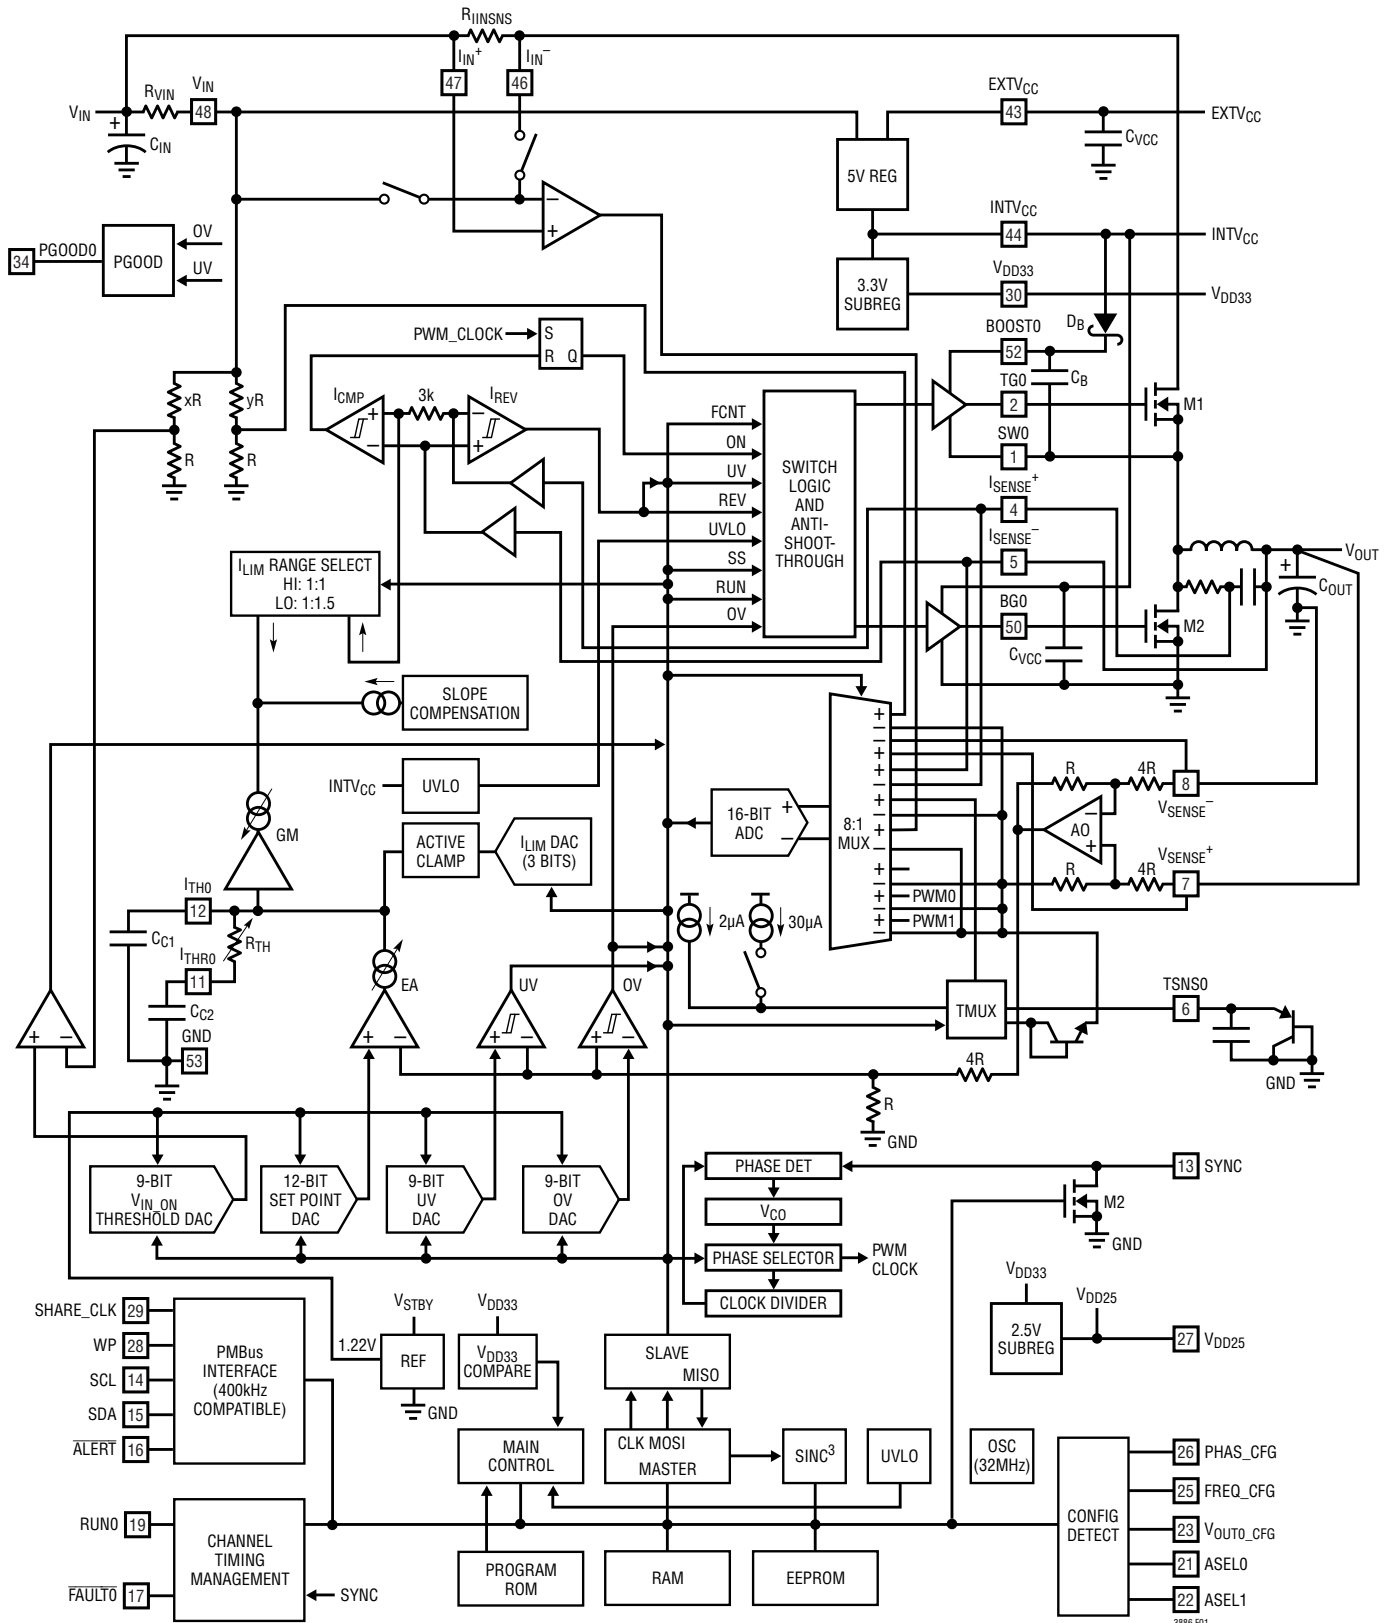 RIINSNS
IIN+
IIN−
47
46
VIN
RVIN
VIN
48
+
CIN
EXTVCC
43
EXTVCC
CVCC
5V REG
−
+
INTVCC
44
INTVCC
34
PGOOD0
PGOOD
OV
UV
3.3V
SUBREG
VDD33
30
VDD33
PWM_CLOCK
S
R Q
BOOST0
52
DB
CB
TG0
2
M1
SW0
1
xR
yR
R
R
ICMP
+
−
3k
IREV
−
+
FCNT
ON
UV
REV
UVLO
SS
RUN
OV
SWITCH
LOGIC
AND
ANTI-
SHOOT-
THROUGH
ISENSE+
4
ISENSE−
5
VOUT
+
COUT
BG0
50
M2
CVCC
ILIM RANGE SELECT
HI: 1:1
LO: 1:1.5
SLOPE
COMPENSATION
INTVCC
UVLO
GM
ACTIVE
CLAMP
ILIM DAC
(3 BITS)
16-BIT
ADC
+
−
8:1
MUX
+
−
−
+
+
−
+
−
+
−
+
−
PWM0
−
+
PWM1
−
R
4R
8
VSENSE−
AO
−
+
VSENSE+
R
4R
7
ITH0
12
CC1
RTH
ITHR0
11
CC2
GND
53
2µA
30µA
EA
UV
OV
+ −
+ −
+ −
+ −
TMUX
TSNS0
6
GND
4R
R
GND
9-BIT
VIN_ON
THRESHOLD DAC
12-BIT
SET POINT
DAC
9-BIT
UV
DAC
9-BIT
OV
DAC
PHASE DET
VCO
PHASE SELECTOR
CLOCK DIVIDER
PWM
CLOCK
13
SYNC
M2
GND
SHARE_CLK 29
WP 28
SCL 14
SDA 15
ALERT 16
PMBus
INTERFACE
(400kHz
COMPATIBLE)
1.22V
VSTBY
REF
GND
VDD33
VDD33
COMPARE
SLAVE
MISO
VDD33
2.5V
SUBREG
VDD25
27
VDD25
MAIN
CONTROL
CLK MOSI
MASTER
SINC3
UVLO
OSC
(32MHz)
RUN0 19
FAULT0 17
CHANNEL
TIMING
MANAGEMENT
SYNC
PROGRAM
ROM
RAM
EEPROM
CONFIG
DETECT
26 PHAS_CFG
25 FREQ_CFG
23 VOUT0_CFG
21 ASEL0
22 ASEL1
3886 F01